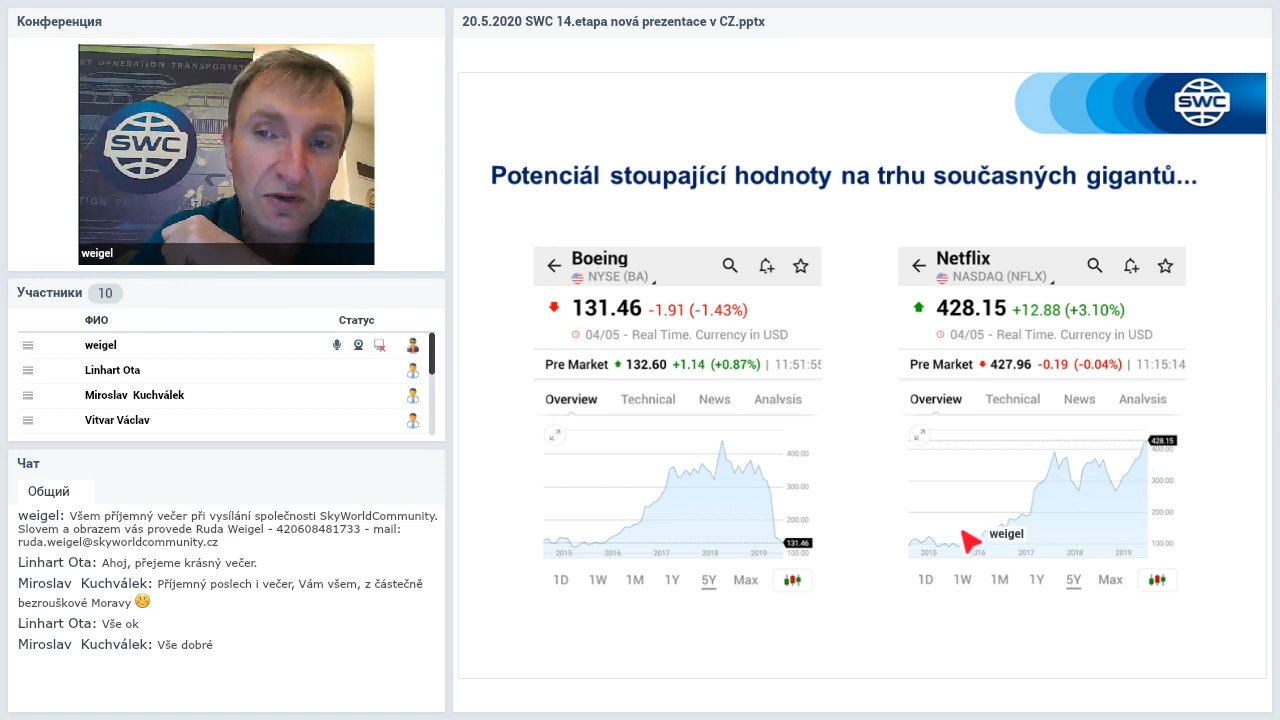 Конференция
NEXT GENERATION TRANSPORTAT
SWC
weigel
Участники 10
ФИО Статус
weigel
Linhart Ota
Miroslav Kuchválek
Vitvar Václav
Чат
Общий
weigel: Všem příjemný večer při vysílání společnosti SkyWorldCommunity.
Slovem a obrazem vás provede Ruda Weigel - 420608481733 - mail:
ruda.weigel@skyworldcommunity.cz
Linhart Ota: Ahoj, přejeme krásný večer.
Miroslav Kuchválek: Příjemný poslech i večer, Vám všem, z částečně
bezrouškové Moravy
Linhart Ota: Vše ok
Miroslav Kuchválek: Vše dobré
20.5.2020 SWC 14.etapa nová prezentace v CZ.pptx
SWC
Potenciál stoupající hodnoty na trhu současných gigantů...
Boeing
NYSE (BA)
131.46 -1.91 (-1.43%)
04/05 - Real Time. Currency in USD
Pre Market 132.60 +1.14 (+0.87%) | 11:51:55
Overview Technical News Analysis
400.00
300.00
200.00
131.46
100.00
2015 2016 2017 2018 2019
1D 1W 1M 1Y 5Y Max
Netflix
NASDAQ (NFLX)
428.15 +12.88 (+3.10%)
04/05 - Real Time. Currency in USD
Pre Market 427.96 -0.19 (-0.04%) | 11:15:14
Overview Technical News Analysis
428.15
400.00
300.00
200.00
weigel
100.00
2015 2016 2017 2018 2019
1D 1W 1M 1Y 5Y Max